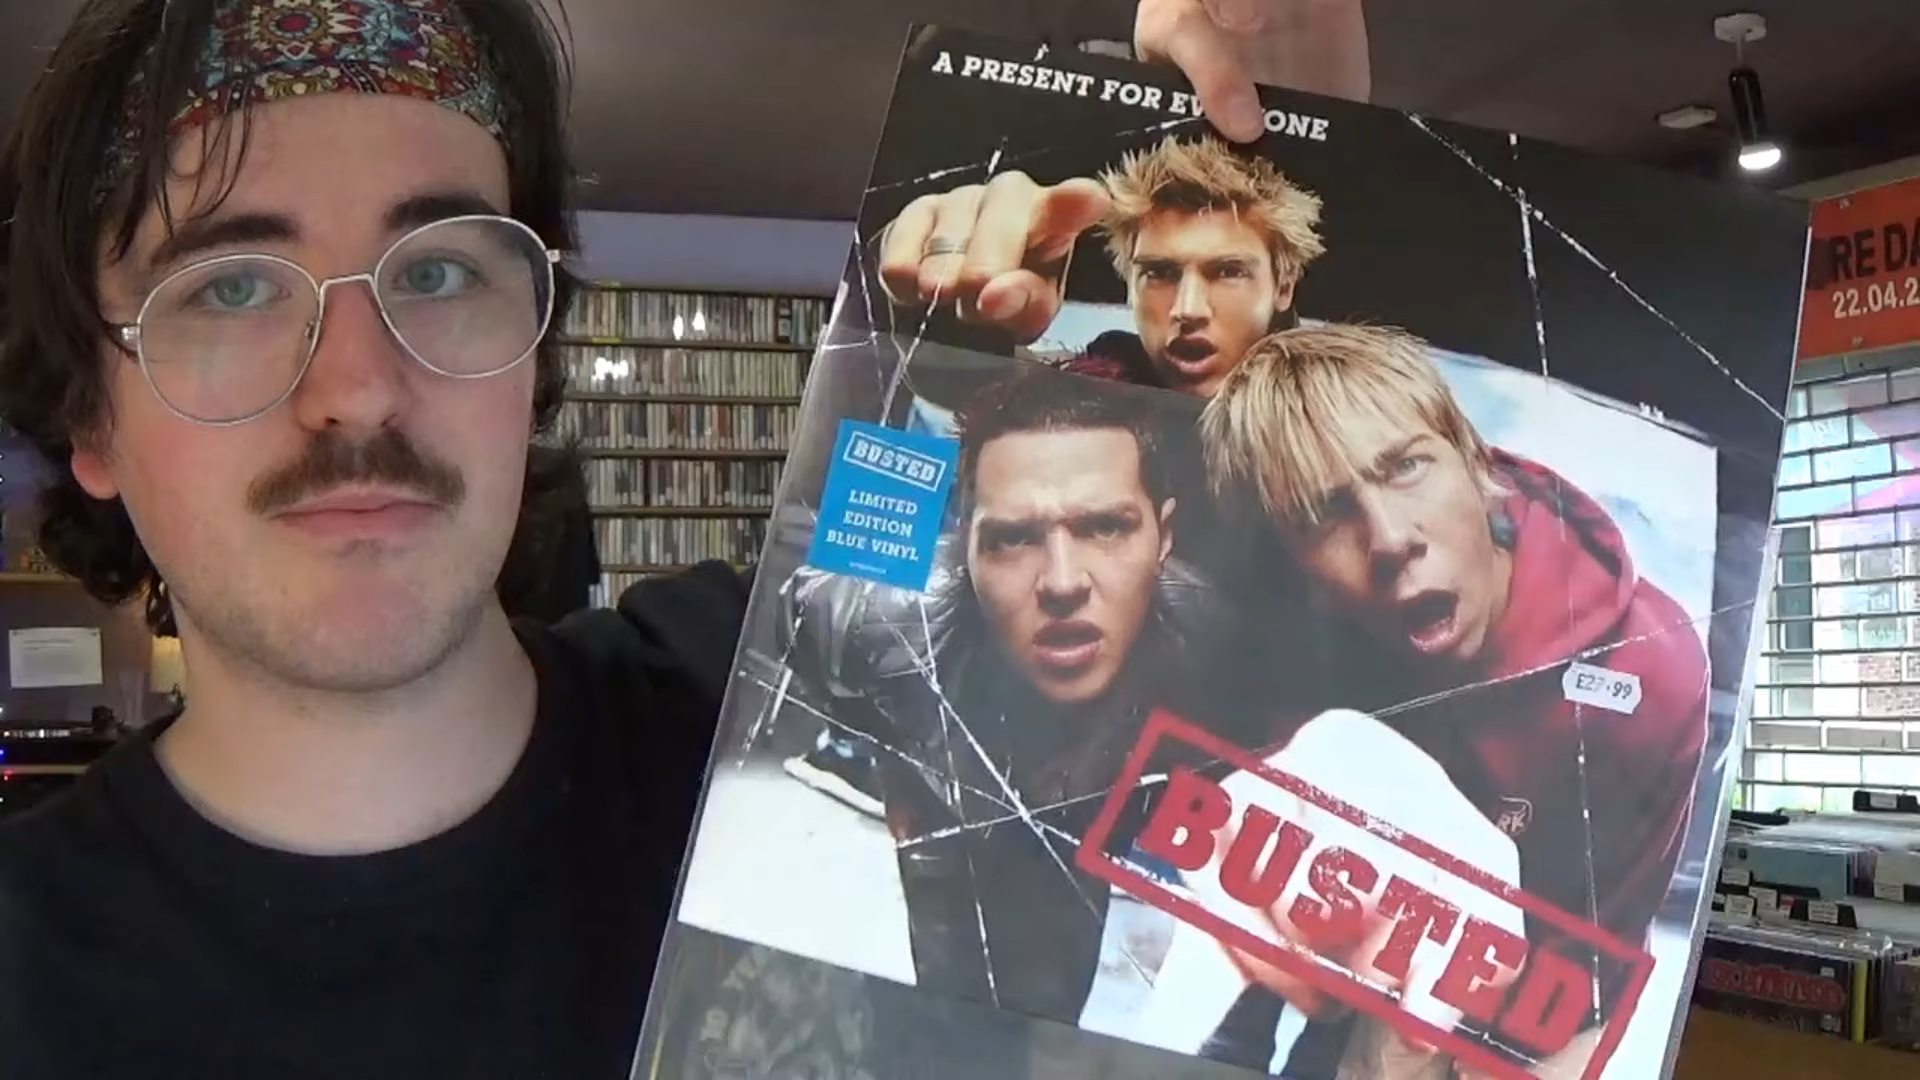 A PRESENT FOR EV ONE
BUSTED
LIMITED
EDITION
BLUE VINYL
£27.99
BUSTED
RE DA
22.04.2